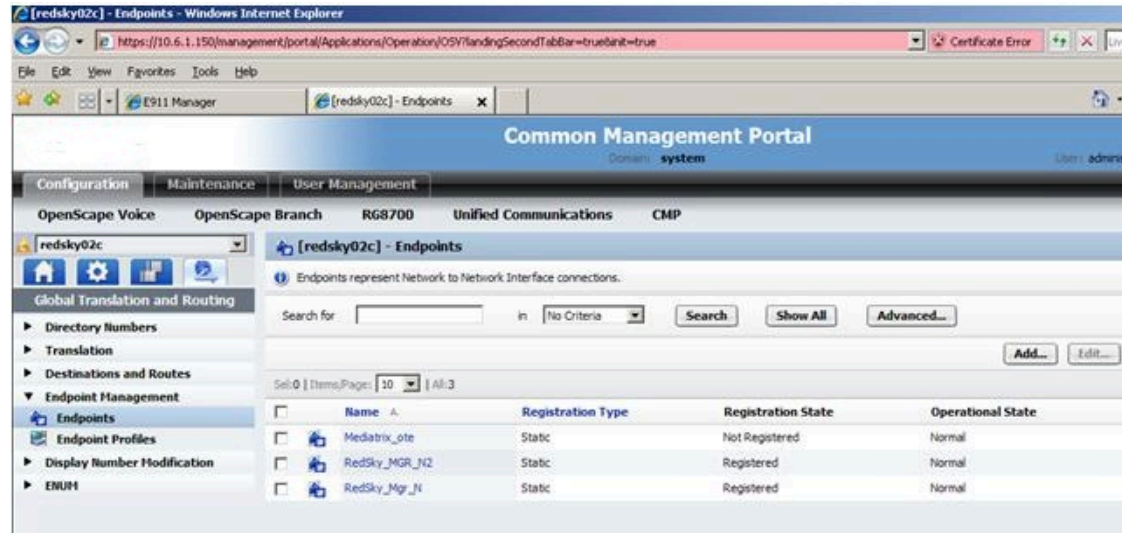 [redsky02c] - Endpoints - Windows Internet Explorer
https://10.6.1.150/management/portal/Applications/Operation/OSV?landingSecondTabBar=true&init=true Certificate Error
File Edit View Favorites Tools Help
E911 Manager [redsky02c] - Endpoints
Common Management Portal
Domain: system User: adminis
Configuration Maintenance User Management
OpenScape Voice OpenScape Branch RG8700 Unified Communications CMP
redsky02c
[redsky02c] - Endpoints
Endpoints represent Network to Network Interface connections.
Global Translation and Routing
Search for in No Criteria Search Show All Advanced...
Directory Numbers
Translation
Add... Edit...
Destinations and Routes
Sel:0 | Items/Page: 10 | All:3
Endpoint Management
Name Registration Type Registration State Operational State
Endpoints
Mediatrix_ote Static Not Registered Normal
Endpoint Profiles
RedSky_MGR_N2 Static Registered Normal
Display Number Modification
ENUM
RedSky_Mgr_N Static Registered Normal